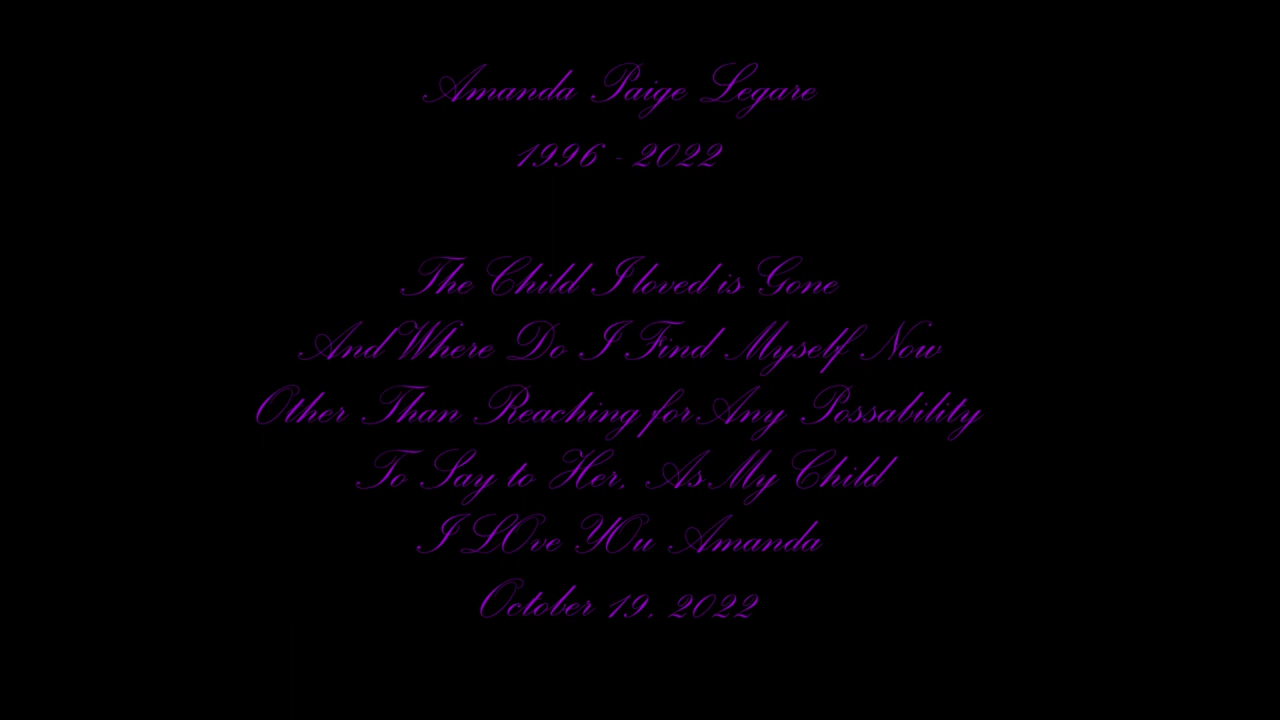 Amanda Paige Legare
1996 - 2022
The Child I loved is Gone
And Where Do I Find Myself Now
Other Than Reaching for Any Possability
To Say to Her, As My Child
I LOve YOu Amanda
October 19, 2022